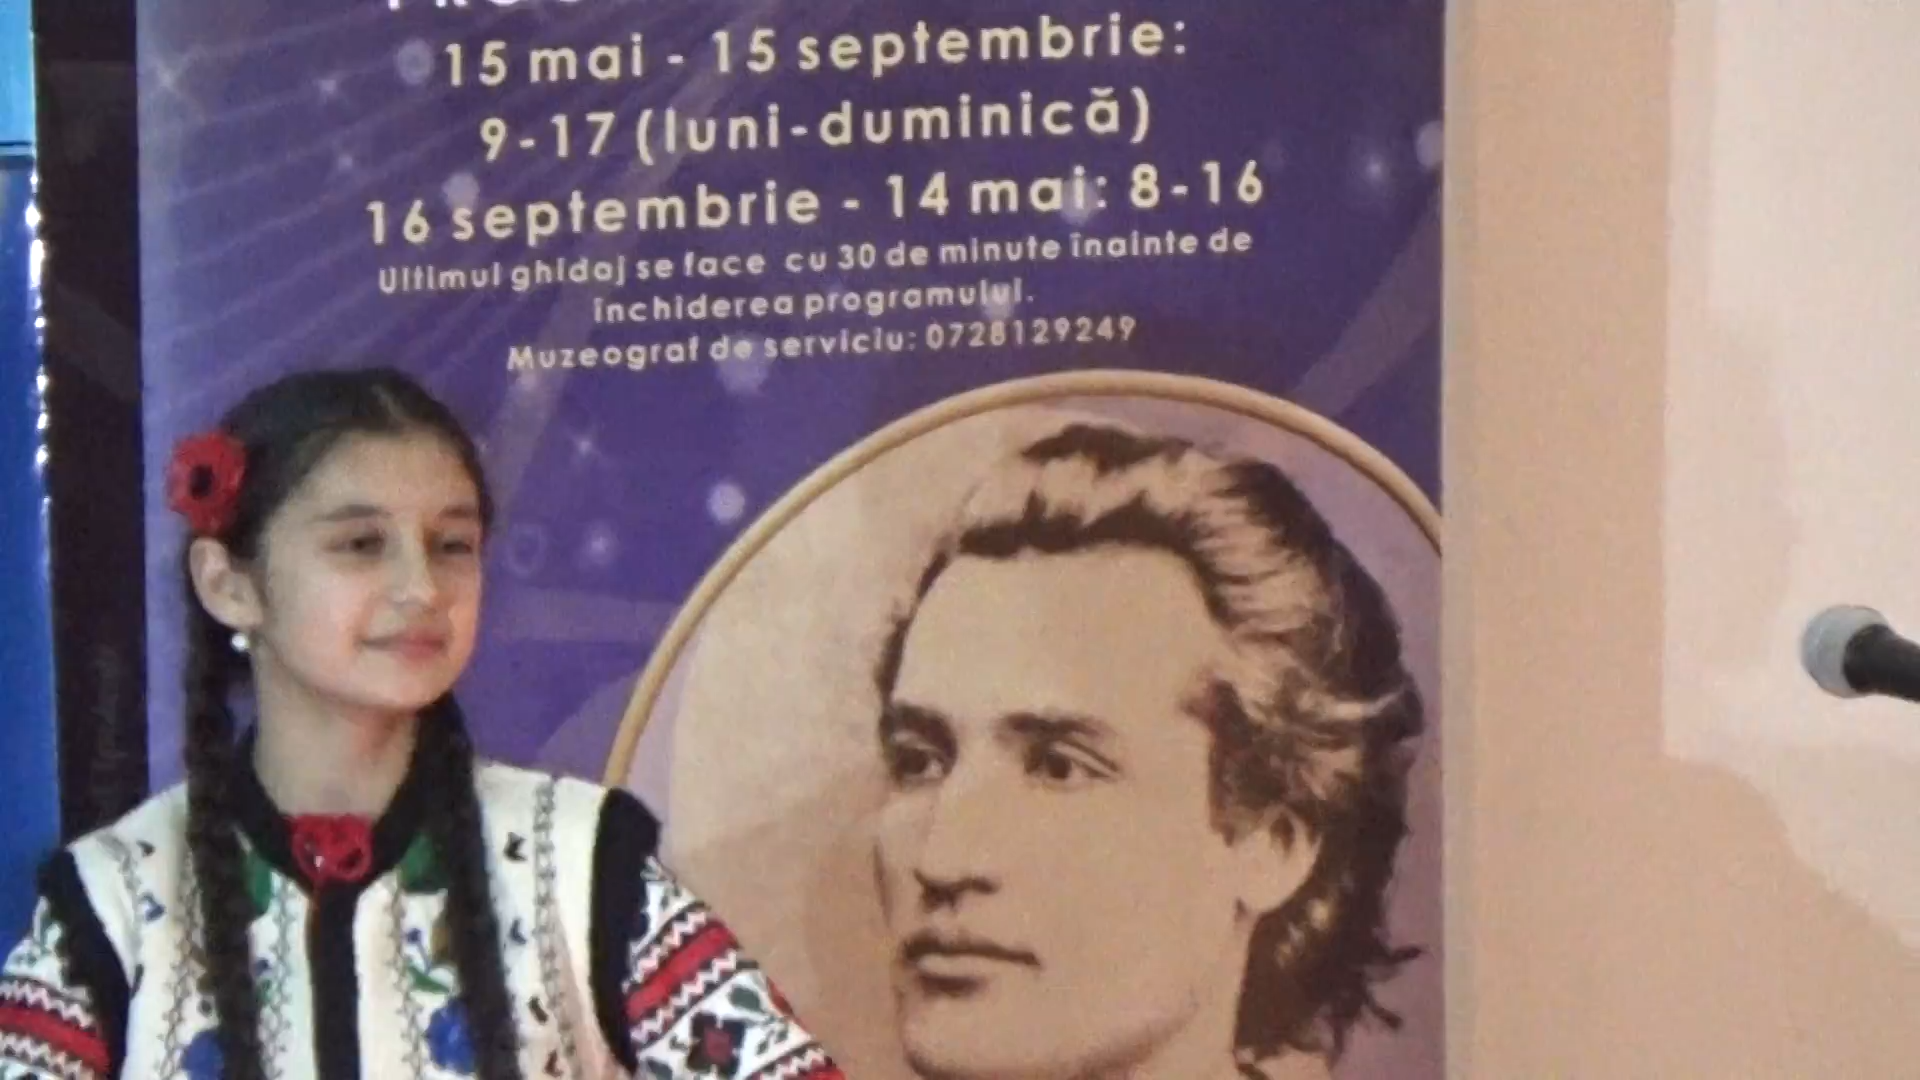 15 mai - 15 septembrie:
9-17 (luni-duminică)
16 septembrie - 14 mai: 8-16
Ultimul ghidaj se face cu 30 de minute înainte de
închiderea programului.
Muzeograf de serviciu: 0728129249